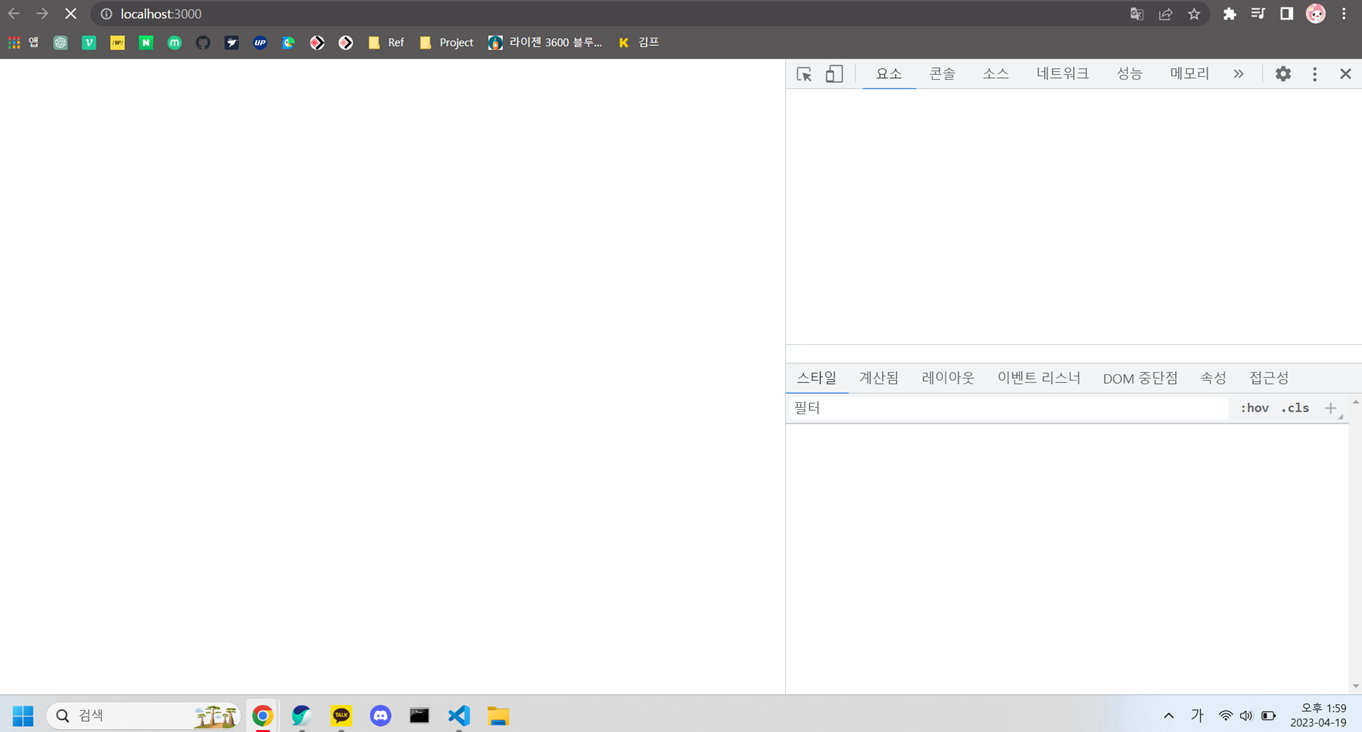 localhost:3000
앱 UP Ref Project 라이젠 3600 블루... 김프
요소 콘솔 소스 네트워크 성능 메모리 »
스타일 계산됨 레이아웃 이벤트 리스너 DOM 중단점 속성 접근성
필터 :hov .cls +
검색 TALK 가 오후 1:59
2023-04-19